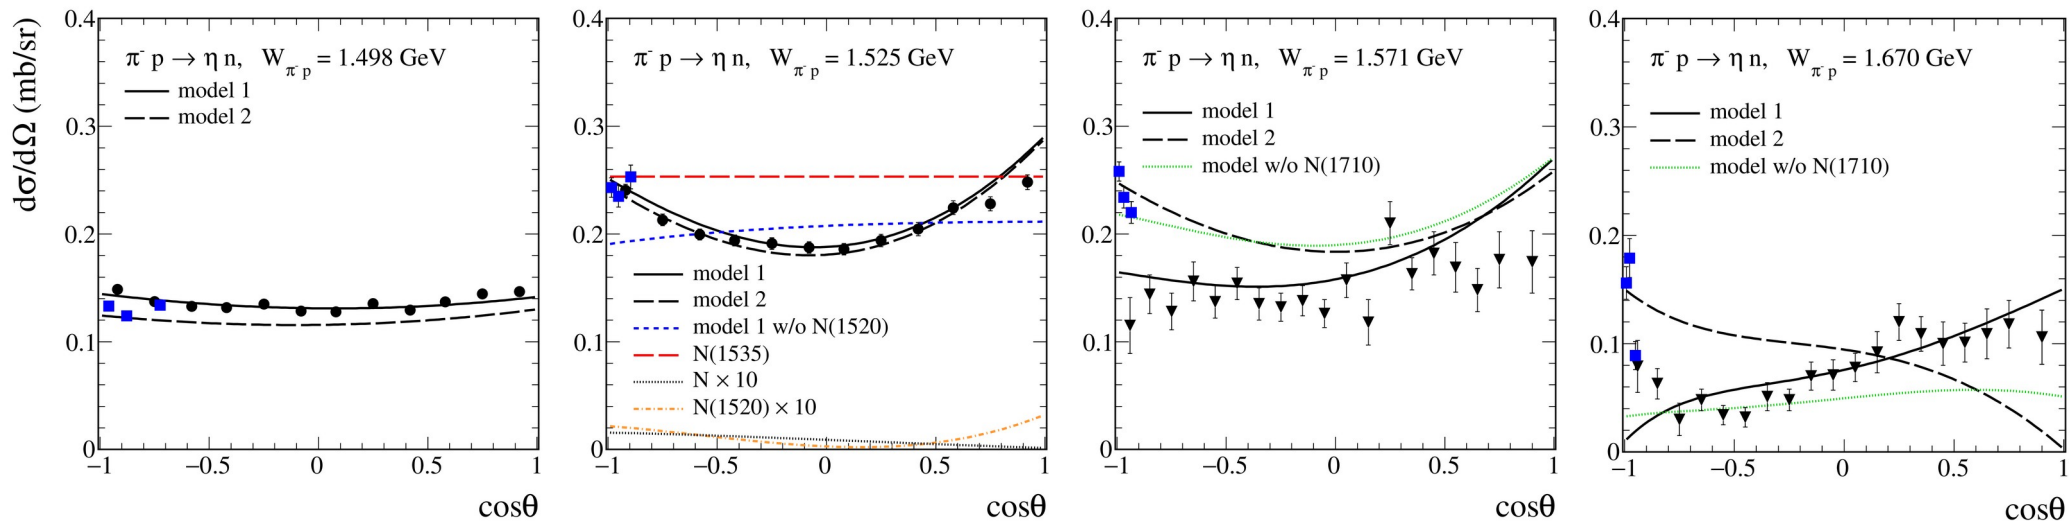 dσ/dΩ (mb/sr)
π⁻ p → η n, W_π⁻ p = 1.498 GeV
model 1
model 2
0.4
0.3
0.2
0.1
0
−1
−0.5
0
0.5
1
cosθ
π⁻ p → η n, W_π⁻ p = 1.525 GeV
model 1
model 2
model 1 w/o N(1520)
N(1535)
N × 10
N(1520) × 10
0.4
0.3
0.2
0.1
0
−1
−0.5
0
0.5
1
cosθ
π⁻ p → η n, W_π⁻ p = 1.571 GeV
model 1
model 2
model w/o N(1710)
0.4
0.3
0.2
0.1
0
−1
−0.5
0
0.5
1
cosθ
π⁻ p → η n, W_π⁻ p = 1.670 GeV
model 1
model 2
model w/o N(1710)
0.4
0.3
0.2
0.1
0
−1
−0.5
0
0.5
1
cosθ